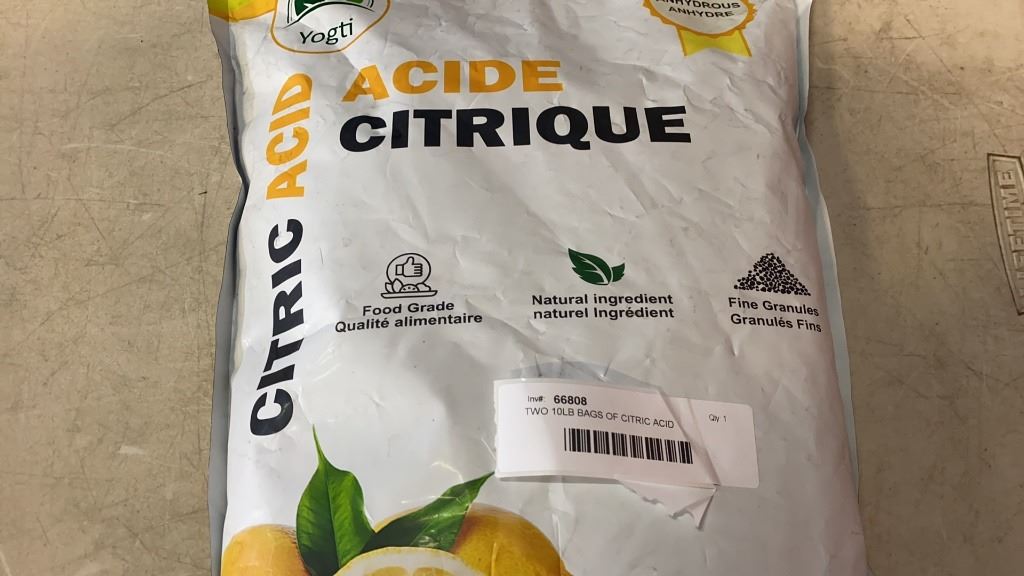 Yogti
ANHYDROUS
ANHYDRE
CITRIC ACID
ACIDE
CITRIQUE
Food Grade
Qualité alimentaire
Natural ingredient
naturel Ingrédient
Fine Granules
Granulés Fins
Inv#: 66808
TWO 10LB BAGS OF CITRIC ACID
Qty 1
LIFETIME